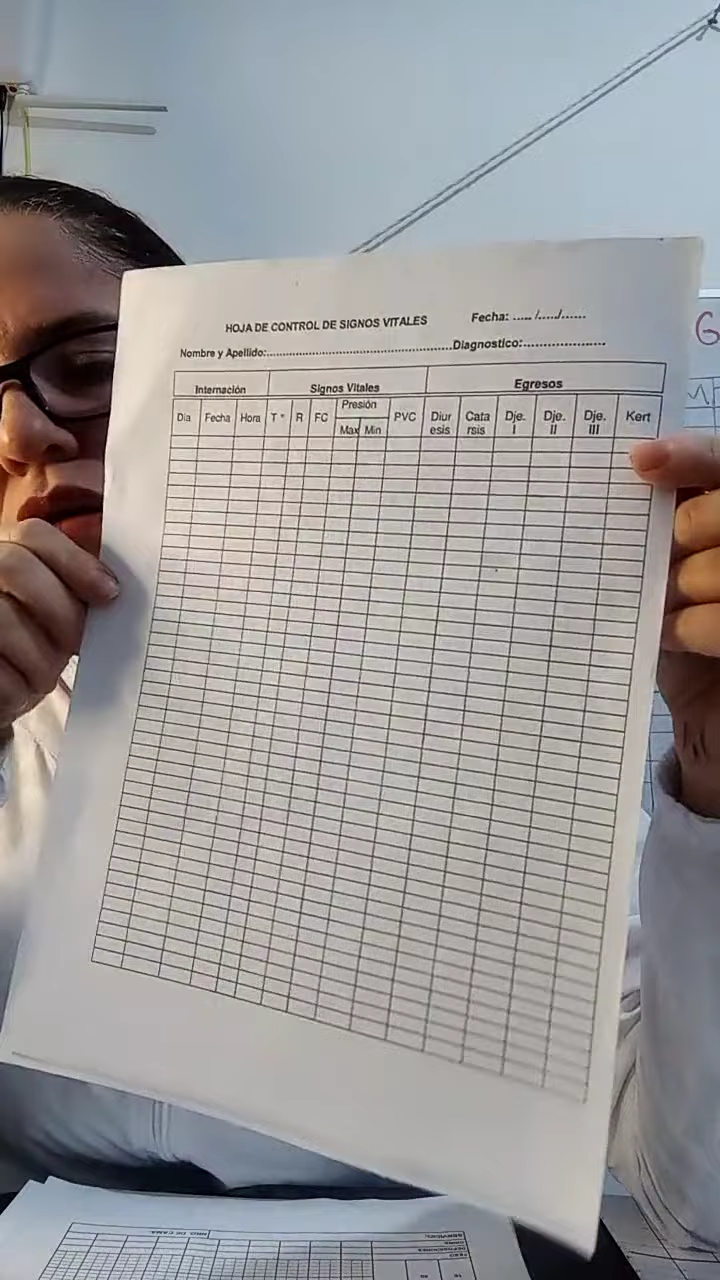 HOJA DE CONTROL DE SIGNOS VITALES Fecha: ...../...../......
Nombre y Apellido:....................................................Diagnostico:.....................
Internación Signos Vitales Egresos
Dia Fecha Hora T° R FC Presión PVC Diur Cata Dje. Dje. Dje. Kert
Max Min esis rsis I II III
G